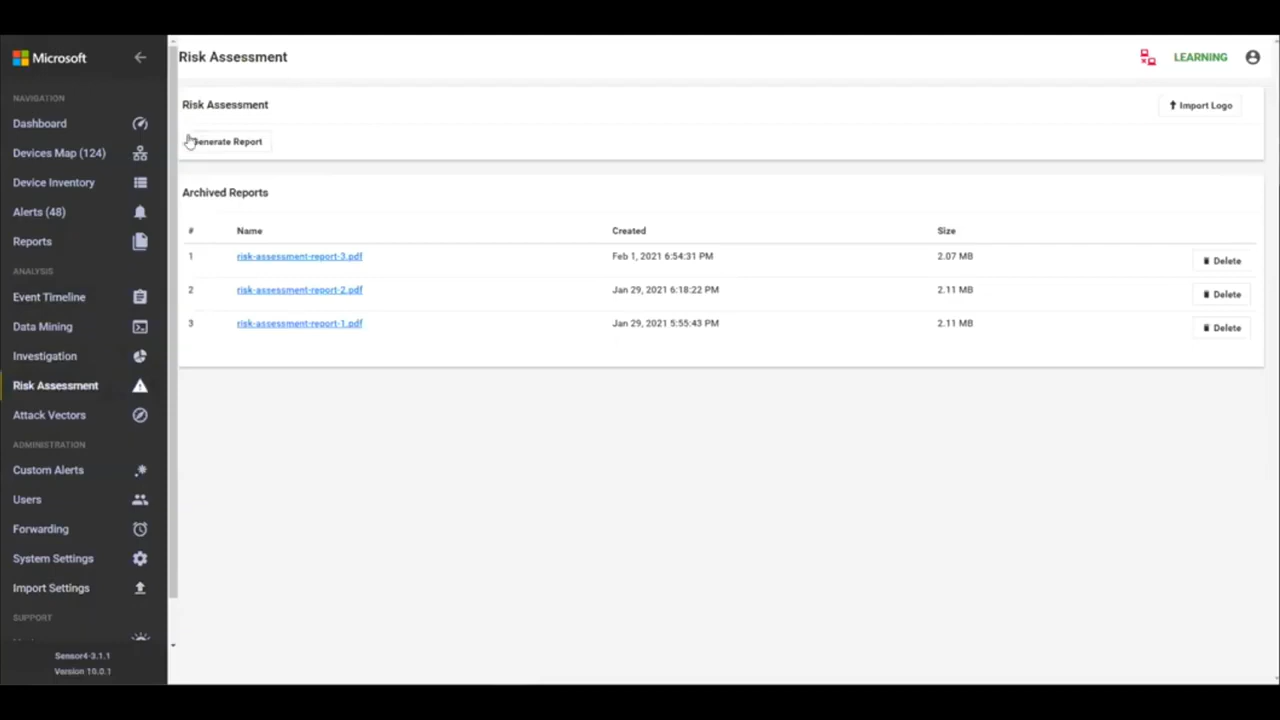 Microsoft
NAVIGATION
Dashboard
Devices Map (124)
Device Inventory
Alerts (48)
Reports
ANALYSIS
Event Timeline
Data Mining
Investigation
Risk Assessment
Attack Vectors
ADMINISTRATION
Custom Alerts
Users
Forwarding
System Settings
Import Settings
SUPPORT
Sensor4-3.1.1
Version 10.0.1
Risk Assessment
LEARNING
Risk Assessment
Import Logo
Generate Report
Archived Reports
# Name Created Size
1 risk-assessment-report-3.pdf Feb 1, 2021 6:54:31 PM 2.07 MB Delete
2 risk-assessment-report-2.pdf Jan 29, 2021 6:18:22 PM 2.11 MB Delete
3 risk-assessment-report-1.pdf Jan 29, 2021 5:55:43 PM 2.11 MB Delete